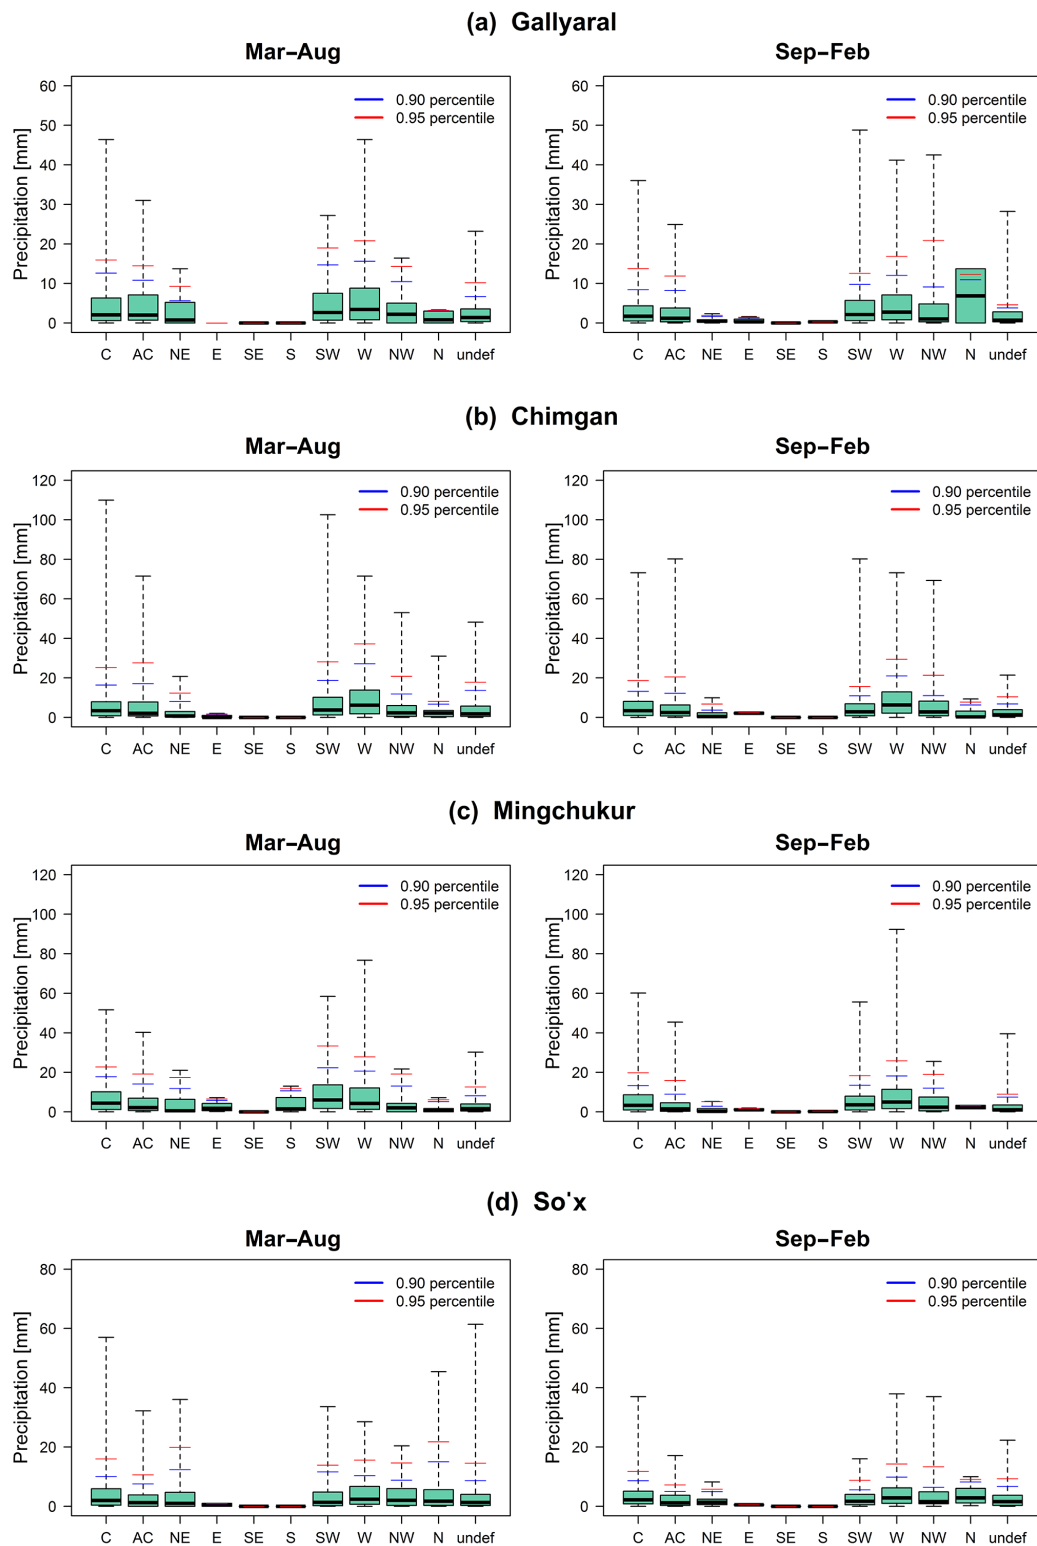 (a) Gallyaral
Mar–Aug
Sep–Feb
Precipitation [mm]
60
50
40
30
20
10
0
0.90 percentile
0.95 percentile
C AC NE E SE S SW W NW N undef
Precipitation [mm]
60
50
40
30
20
10
0
0.90 percentile
0.95 percentile
C AC NE E SE S SW W NW N undef
(b) Chimgan
Mar–Aug
Sep–Feb
Precipitation [mm]
120
100
80
60
40
20
0
0.90 percentile
0.95 percentile
C AC NE E SE S SW W NW N undef
Precipitation [mm]
120
100
80
60
40
20
0
0.90 percentile
0.95 percentile
C AC NE E SE S SW W NW N undef
(c) Mingchukur
Mar–Aug
Sep–Feb
Precipitation [mm]
120
100
80
60
40
20
0
0.90 percentile
0.95 percentile
C AC NE E SE S SW W NW N undef
Precipitation [mm]
120
100
80
60
40
20
0
0.90 percentile
0.95 percentile
C AC NE E SE S SW W NW N undef
(d) So'x
Mar–Aug
Sep–Feb
Precipitation [mm]
80
60
40
20
0
0.90 percentile
0.95 percentile
C AC NE E SE S SW W NW N undef
Precipitation [mm]
80
60
40
20
0
0.90 percentile
0.95 percentile
C AC NE E SE S SW W NW N undef